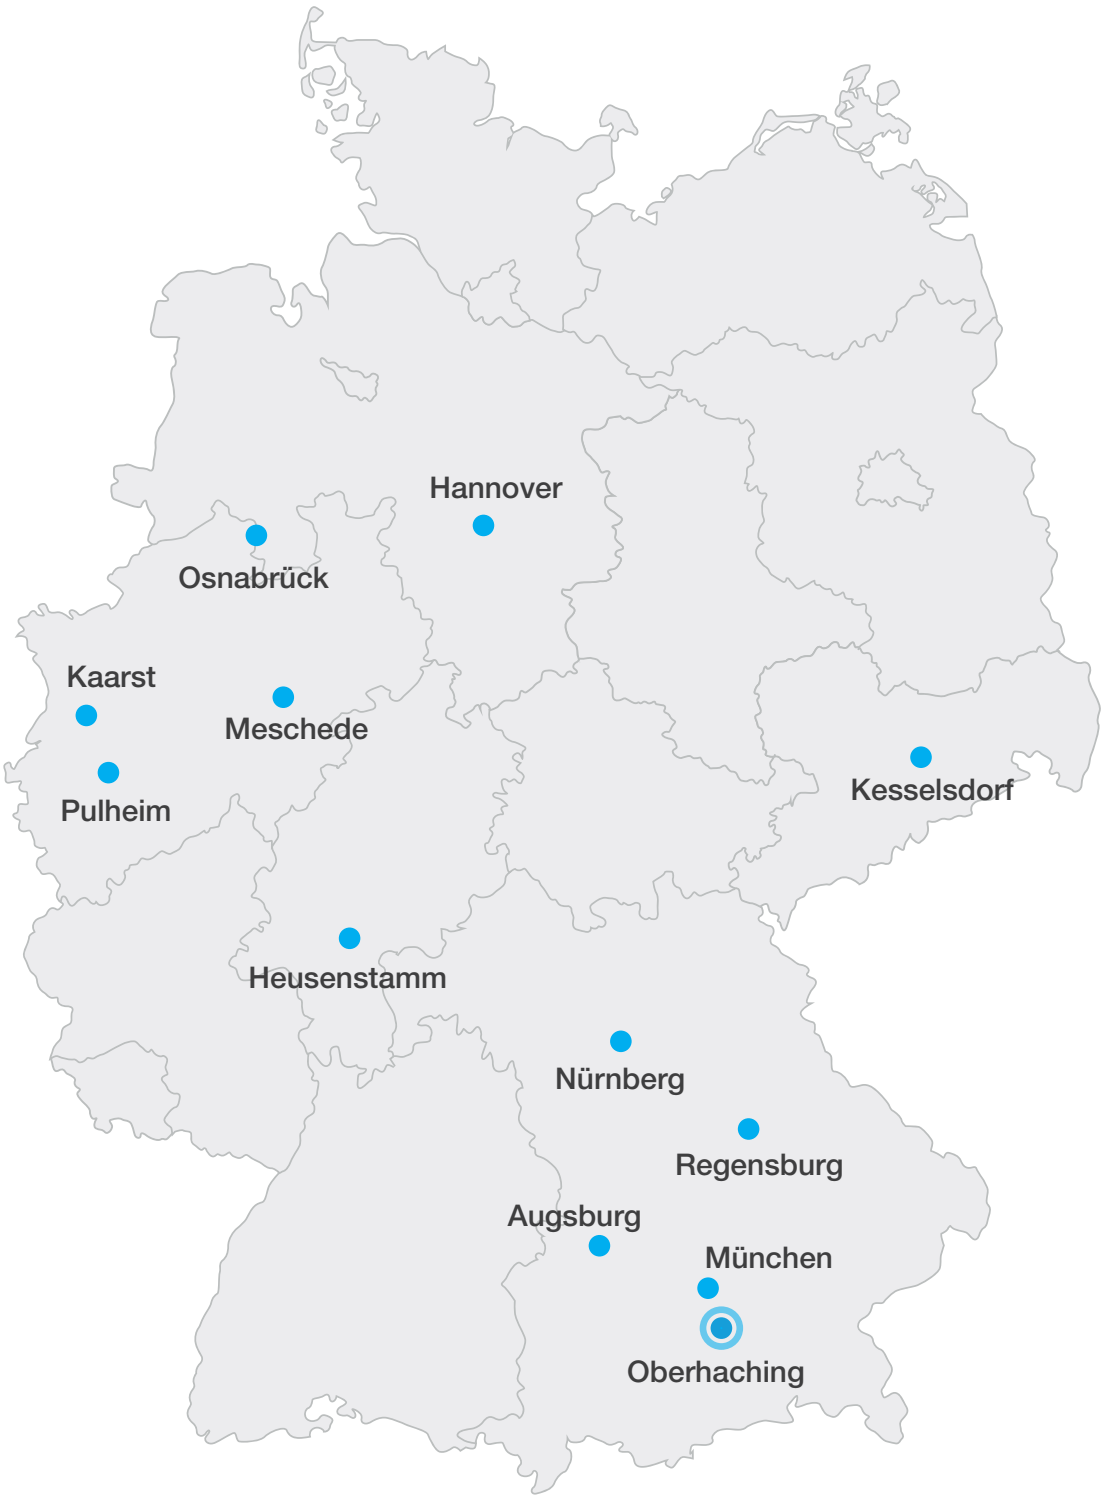 Hannover
Osnabrück
Kaarst
Meschede
Kesselsdorf
Pulheim
Heusenstamm
Nürnberg
Regensburg
Augsburg
München
Oberhaching